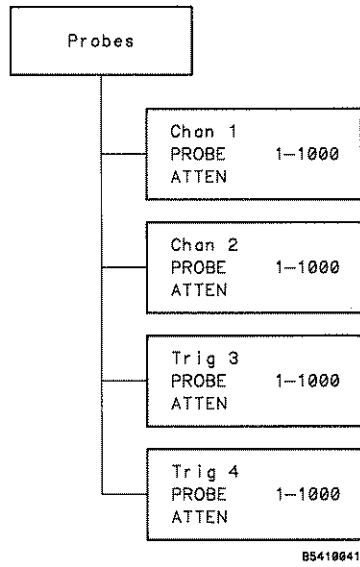 Probes
Chan 1
PROBE 1-1000
ATTEN
Chan 2
PROBE 1-1000
ATTEN
Trig 3
PROBE 1-1000
ATTEN
Trig 4
PROBE 1-1000
ATTEN
B5410041